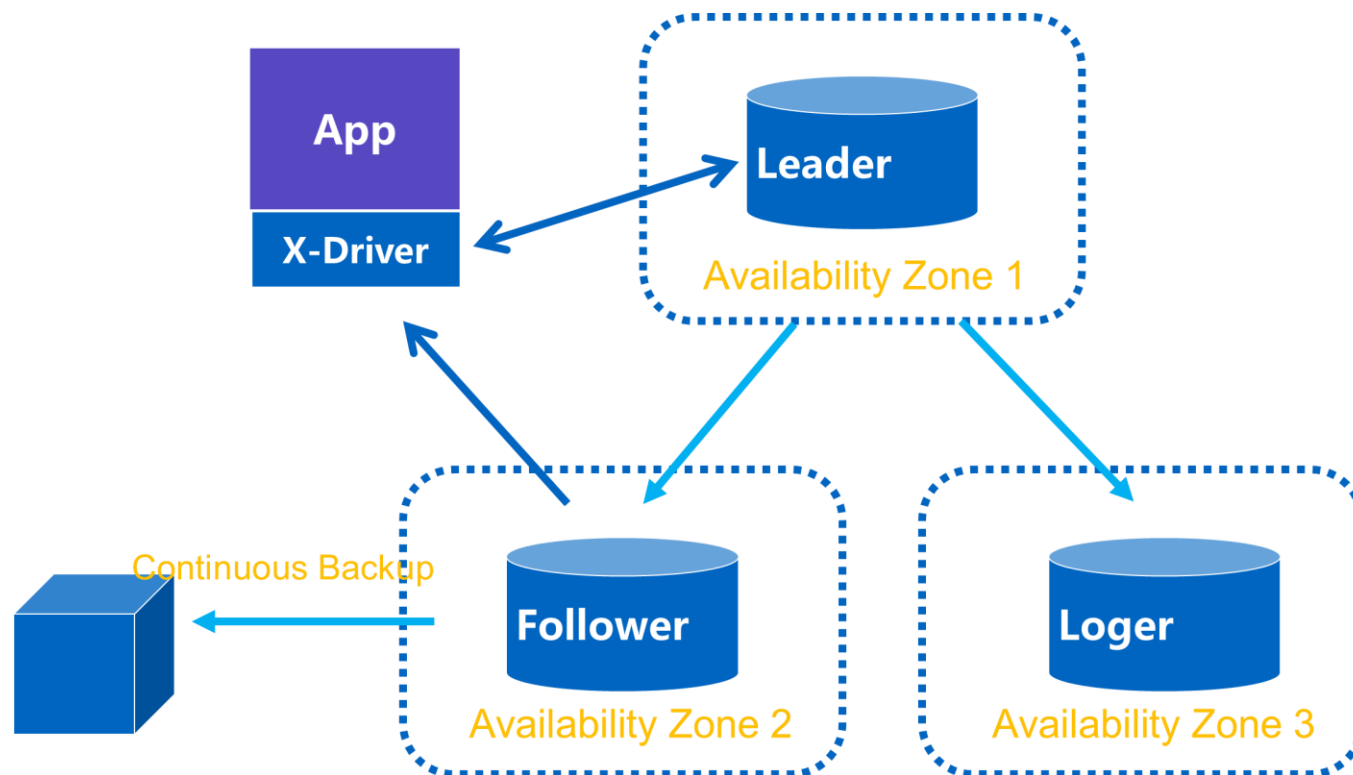 App
X-Driver
Leader
Availability Zone 1
Continuous Backup
Follower
Availability Zone 2
Loger
Availability Zone 3